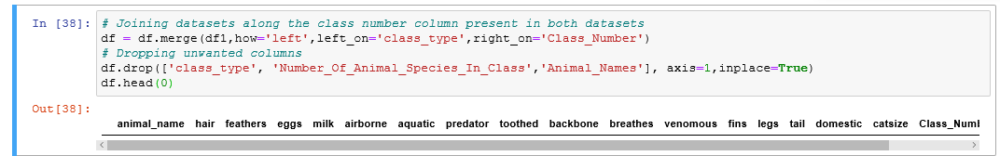 In [38]: # Joining datasets along the class number column present in both datasets
df = df.merge(df1,how='left',left_on='class_type',right_on='Class_Number')
# Dropping unwanted columns
df.drop(['class_type', 'Number_Of_Animal_Species_In_Class','Animal_Names'], axis=1,inplace=True)
df.head(0)
Out[38]:
animal_name hair feathers eggs milk airborne aquatic predator toothed backbone breathes venomous fins legs tail domestic catsize